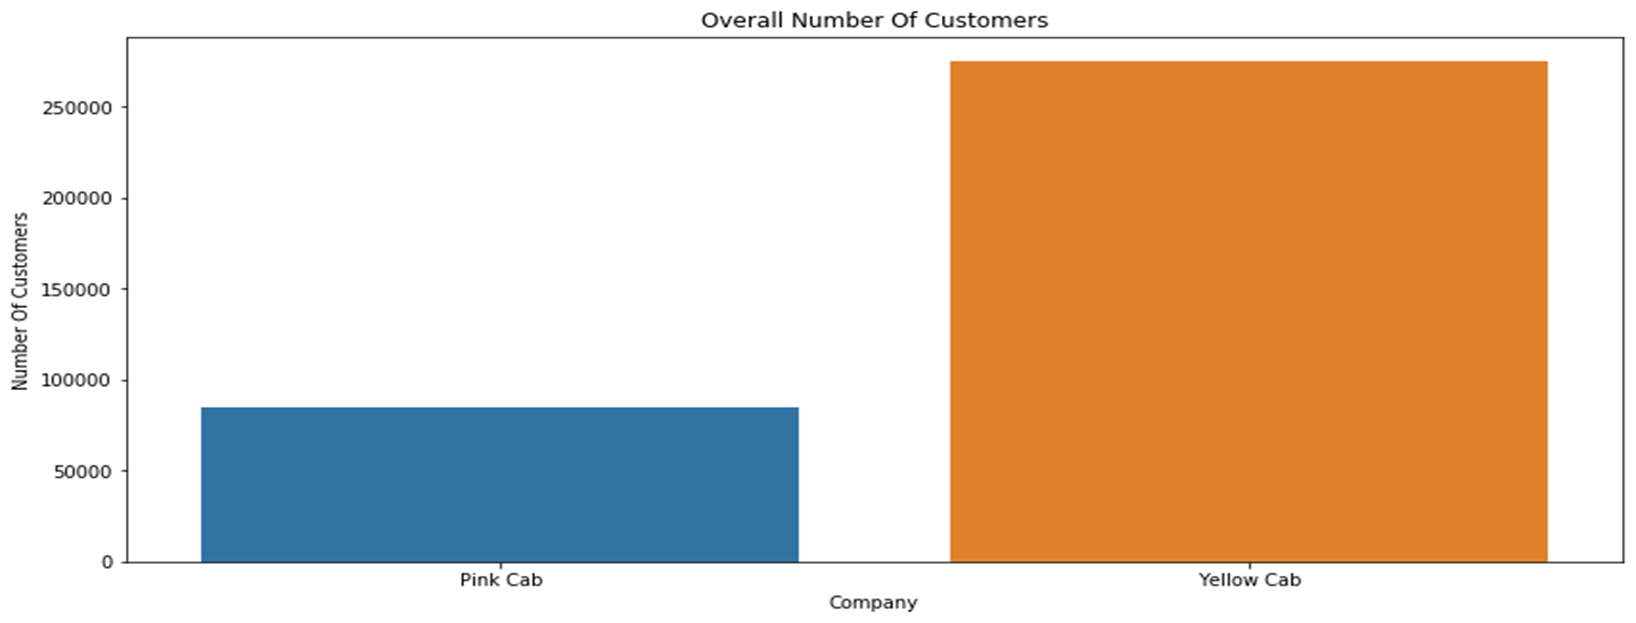 Overall Number Of Customers
Number Of Customers
250000
200000
150000
100000
50000
0
Pink Cab
Yellow Cab
Company